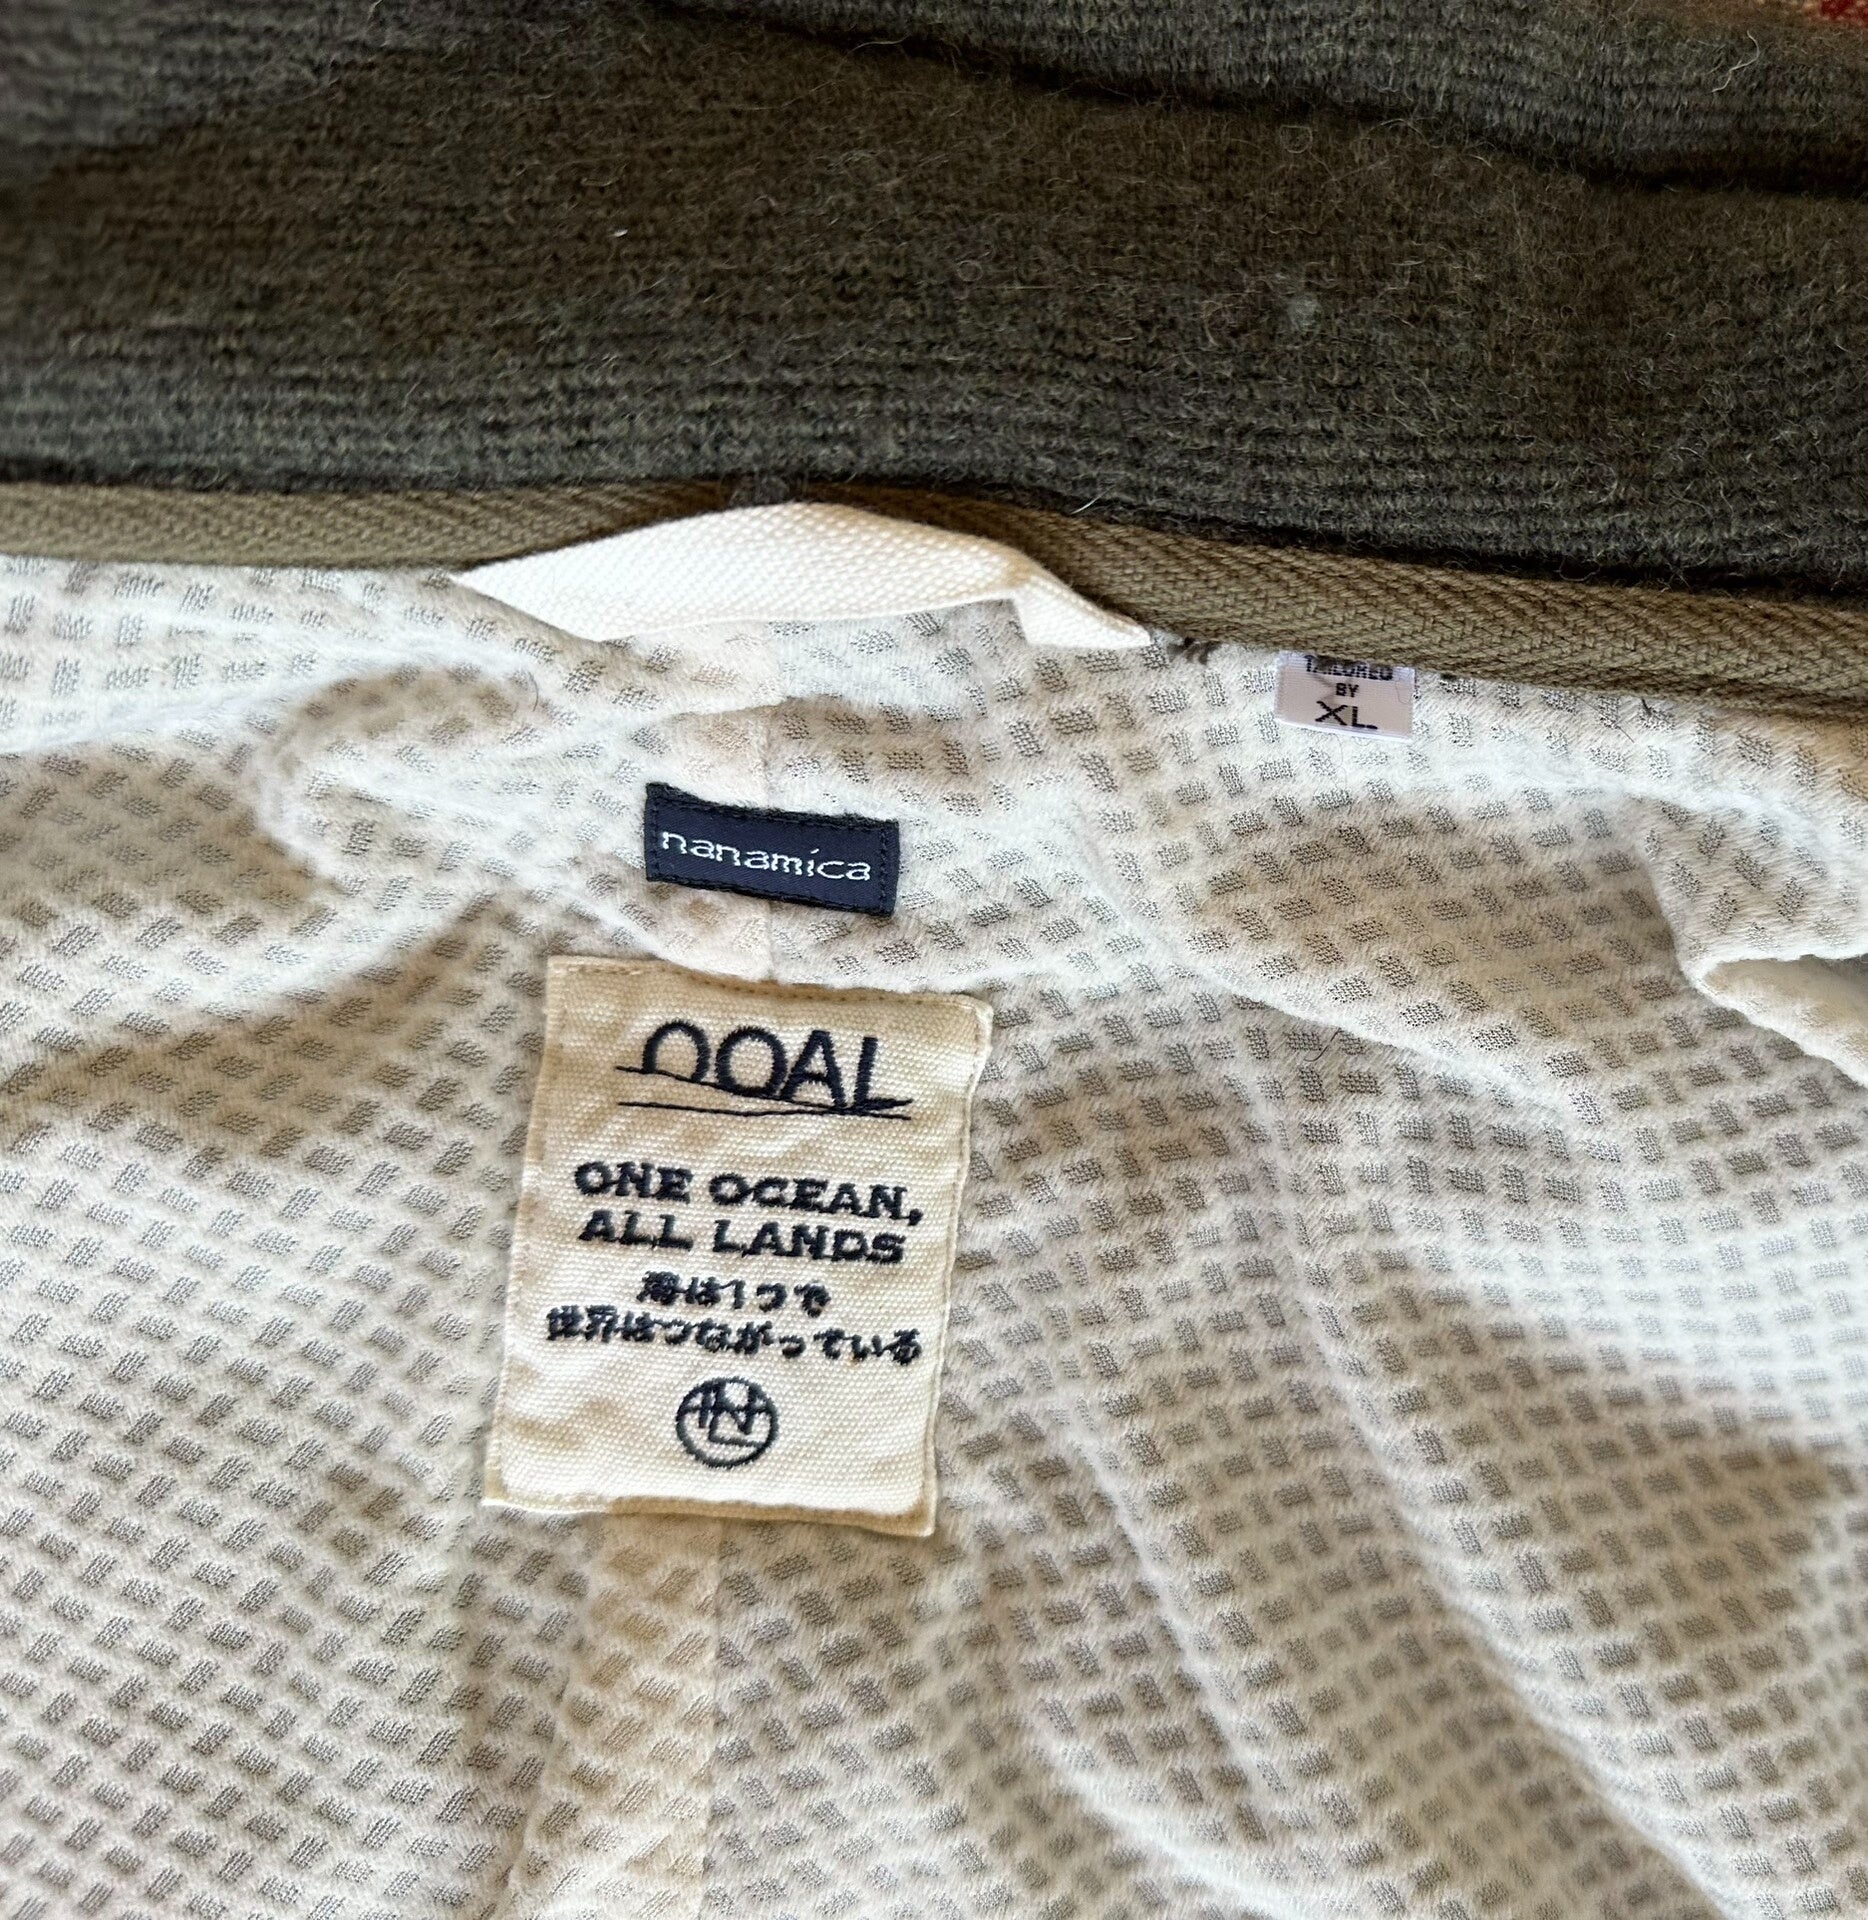 TAILORED
BY
XL
nanamica
OOAL
ONE OCEAN,
ALL LANDS
海は1つで
世界はつながっている